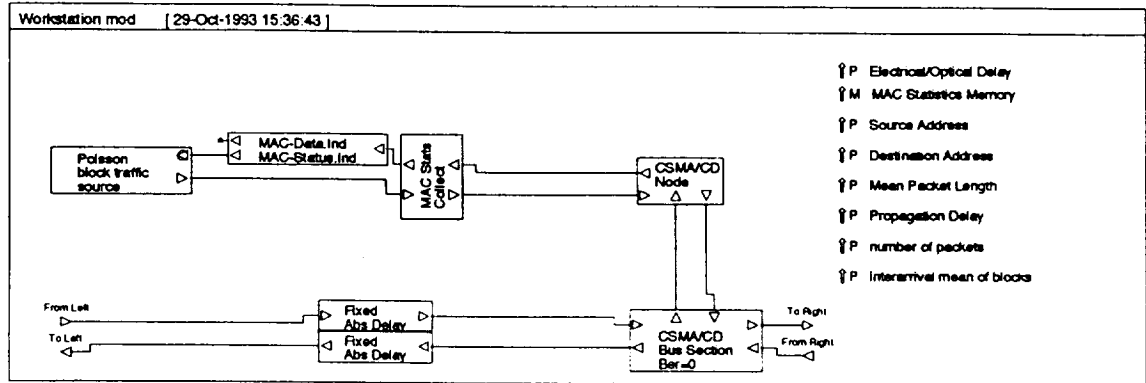 Workstation mod [ 29-Oct-1993 15:36:43 ]
P Electrical/Optical Delay
M MAC Statistics Memory
P Source Address
P Destination Address
P Mean Packet Length
P Propagation Delay
P number of packets
P Interarrival mean of blocks
MAC-Data.Ind
MAC-Status.Ind
Poisson
block traffic
source
MAC Stats
Collect
CSMA/CD
Node
From Left
To Left
Fixed
Abs Delay
Fixed
Abs Delay
CSMA/CD
Bus Section
Ber=0
To Right
From Right